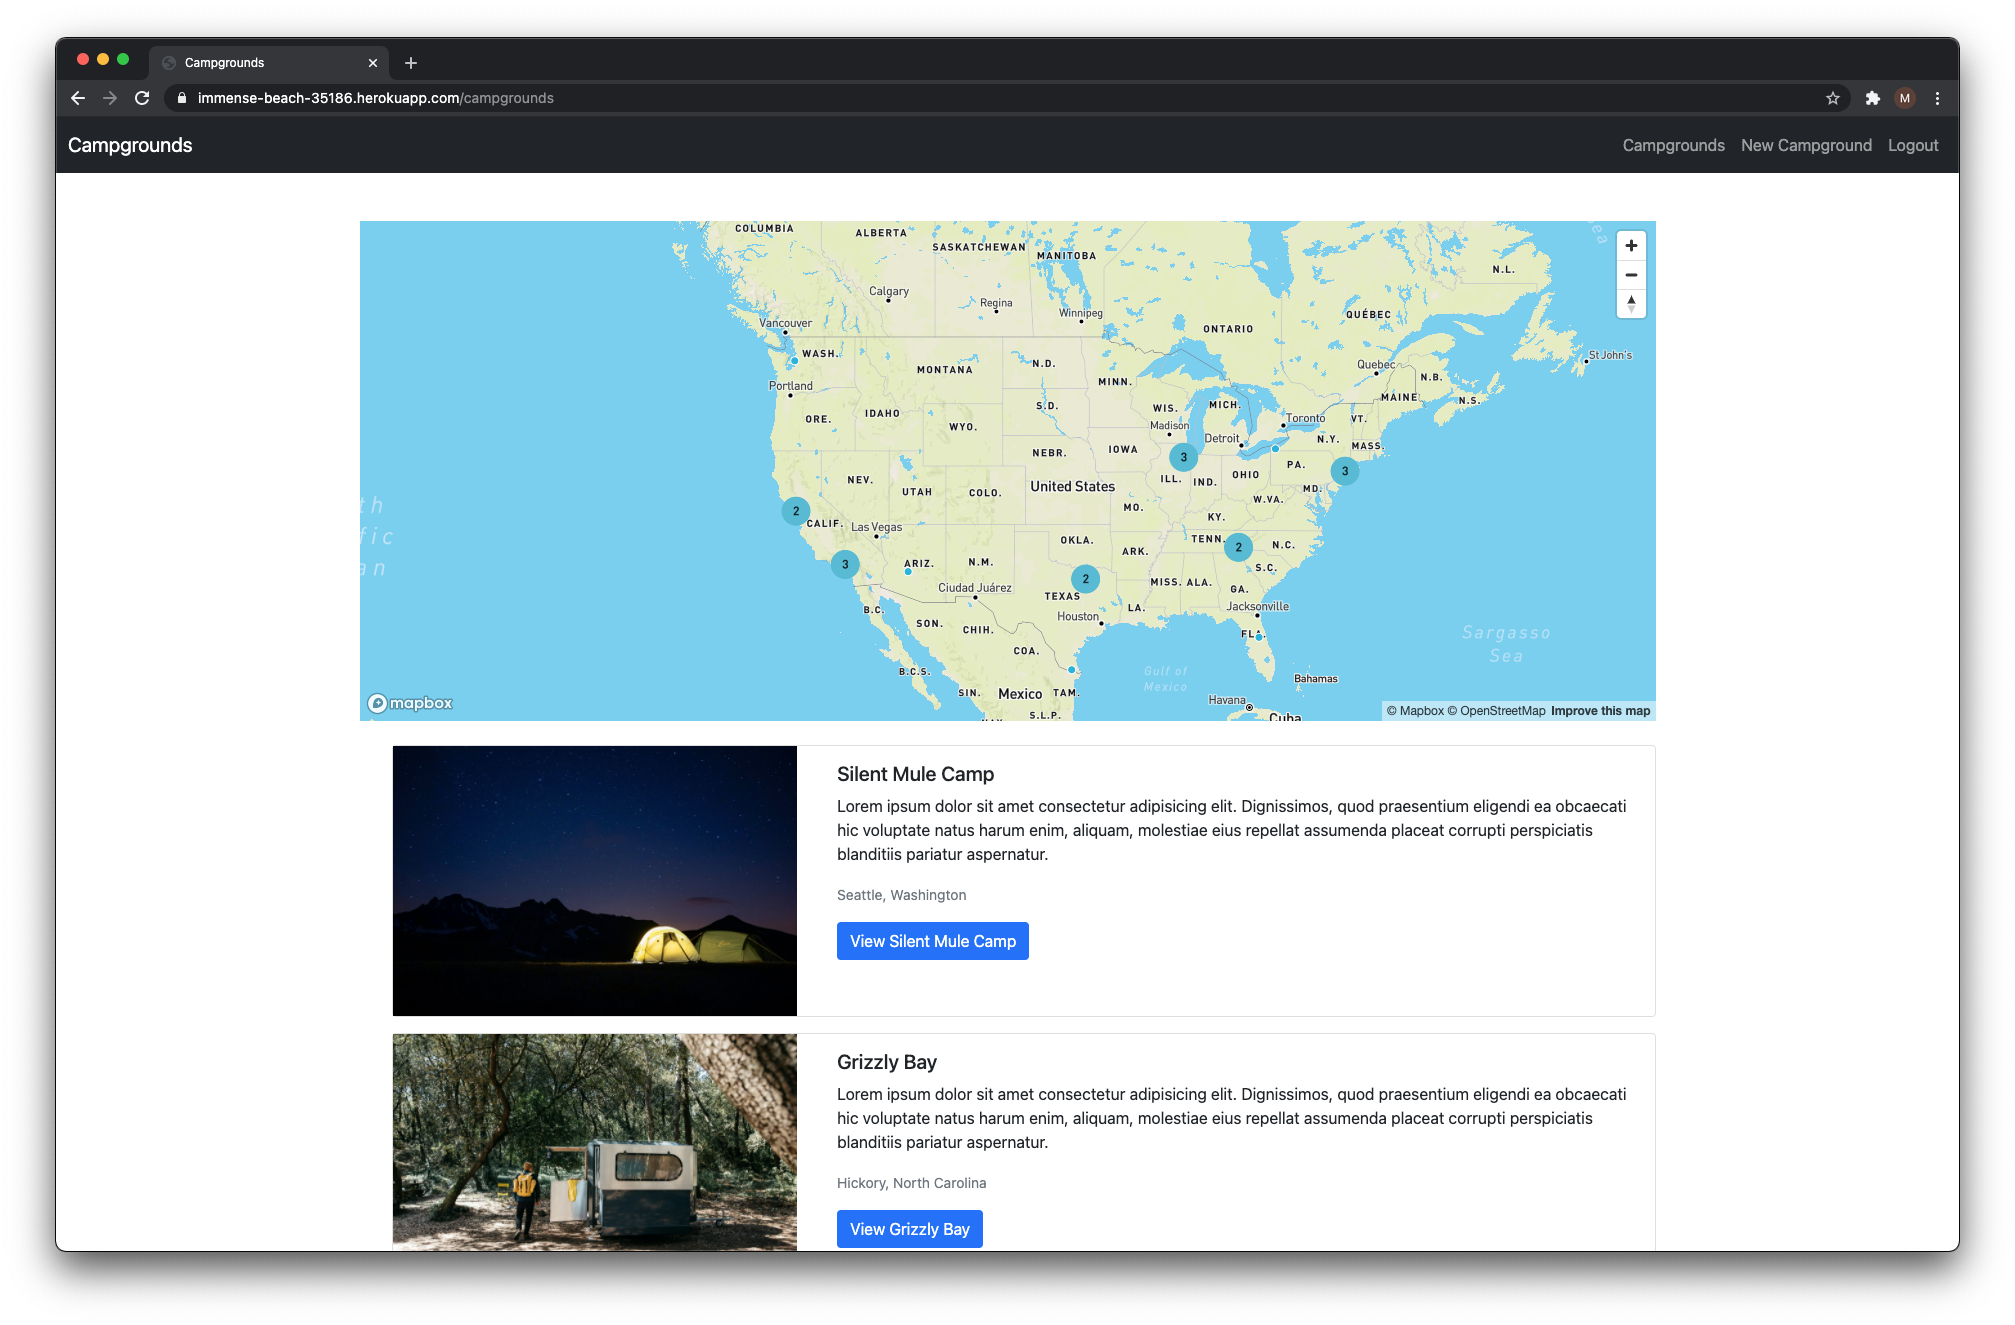 Campgrounds
immense-beach-35186.herokuapp.com/campgrounds
M
Campgrounds
Campgrounds New Campground Logout
COLUMBIA
ALBERTA
SASKATCHEWAN
MANITOBA
N.L.
Calgary
Regina
Winnipeg
QUÉBEC
Vancouver
ONTARIO
WASH.
St John's
MONTANA
N.D.
Quebec
N.B.
Portland
MINN.
MAINE
N.S.
IDAHO
S.D.
WIS.
MICH.
ORE.
WYO.
Madison
Toronto
VT.
Detroit
N.Y.
MASS.
NEBR.
IOWA
3
PA.
3
NEV.
UTAH
COLO.
United States
ILL.
IND.
OHIO
MD.
W.VA.
th
fic
an
2
CALIF.
Las Vegas
MO.
KY.
OKLA.
ARK.
TENN.
2
N.C.
3
ARIZ.
N.M.
S.C.
Ciudad Juárez
2
TEXAS
MISS.
ALA.
GA.
B.C.
Houston
LA.
Jacksonville
SON.
CHIH.
FLA.
Sargasso
Sea
COA.
B.C.S.
Gulf of
Mexico
Bahamas
SIN.
Mexico
TAM.
Havana
S.L.P.
Cuba
mapbox
© Mapbox © OpenStreetMap Improve this map
Silent Mule Camp
Lorem ipsum dolor sit amet consectetur adipisicing elit. Dignissimos, quod praesentium eligendi ea obcaecati
hic voluptate natus harum enim, aliquam, molestiae eius repellat assumenda placeat corrupti perspiciatis
blanditiis pariatur aspernatur.
Seattle, Washington
View Silent Mule Camp
Grizzly Bay
Lorem ipsum dolor sit amet consectetur adipisicing elit. Dignissimos, quod praesentium eligendi ea obcaecati
hic voluptate natus harum enim, aliquam, molestiae eius repellat assumenda placeat corrupti perspiciatis
blanditiis pariatur aspernatur.
Hickory, North Carolina
View Grizzly Bay